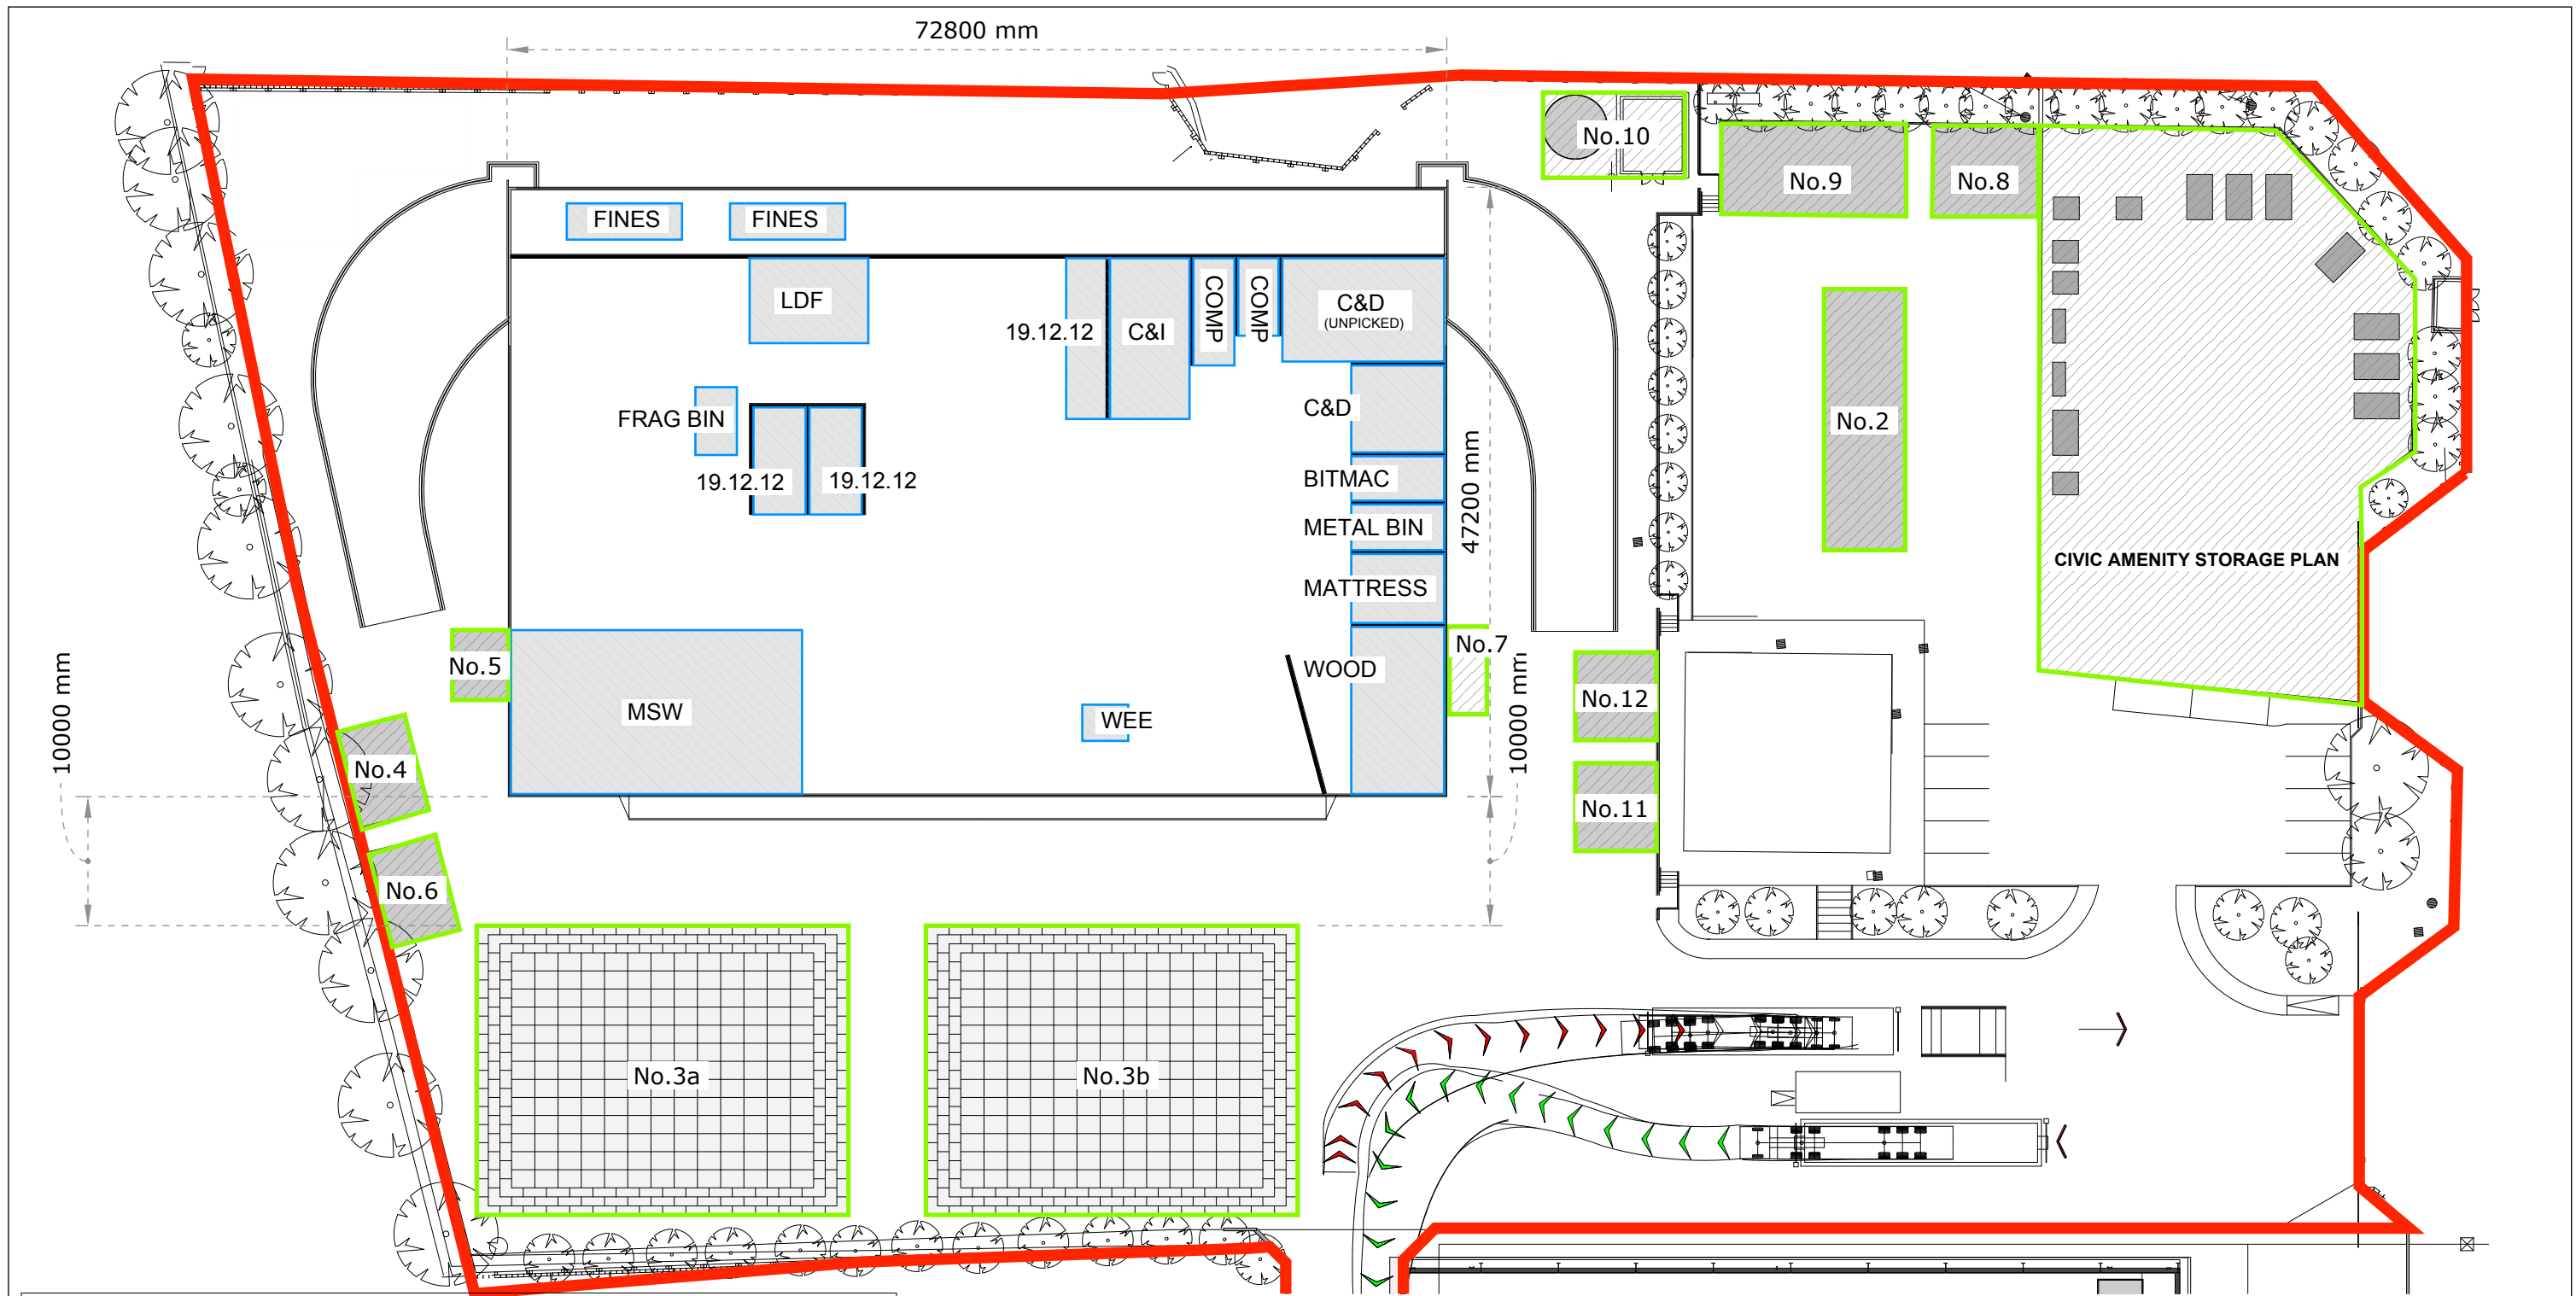 72800 mm
No.10
No.9
No.8
FINES
FINES
LDF
19.12.12
C&I
COMP
COMP
C&D
(UNPICKED)
FRAG BIN
C&D
No.2
19.12.12
19.12.12
BITMAC
METAL BIN
47200 mm
MATTRESS
CIVIC AMENITY STORAGE PLAN
No.5
No.7
WOOD
No.12
10000 mm
MSW
WEE
10000 mm
No.4
No.11
No.6
No.3a
No.3b